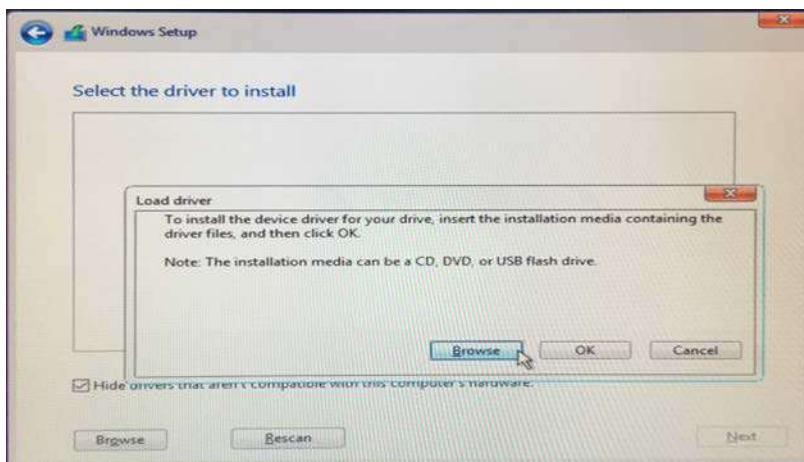 Windows Setup
Select the driver to install
Load driver
To install the device driver for your drive, insert the installation media containing the
driver files, and then click OK.
Note: The installation media can be a CD, DVD, or USB flash drive.
Browse OK Cancel
Hide drivers that aren't compatible with this computer's hardware.
Browse Rescan Next